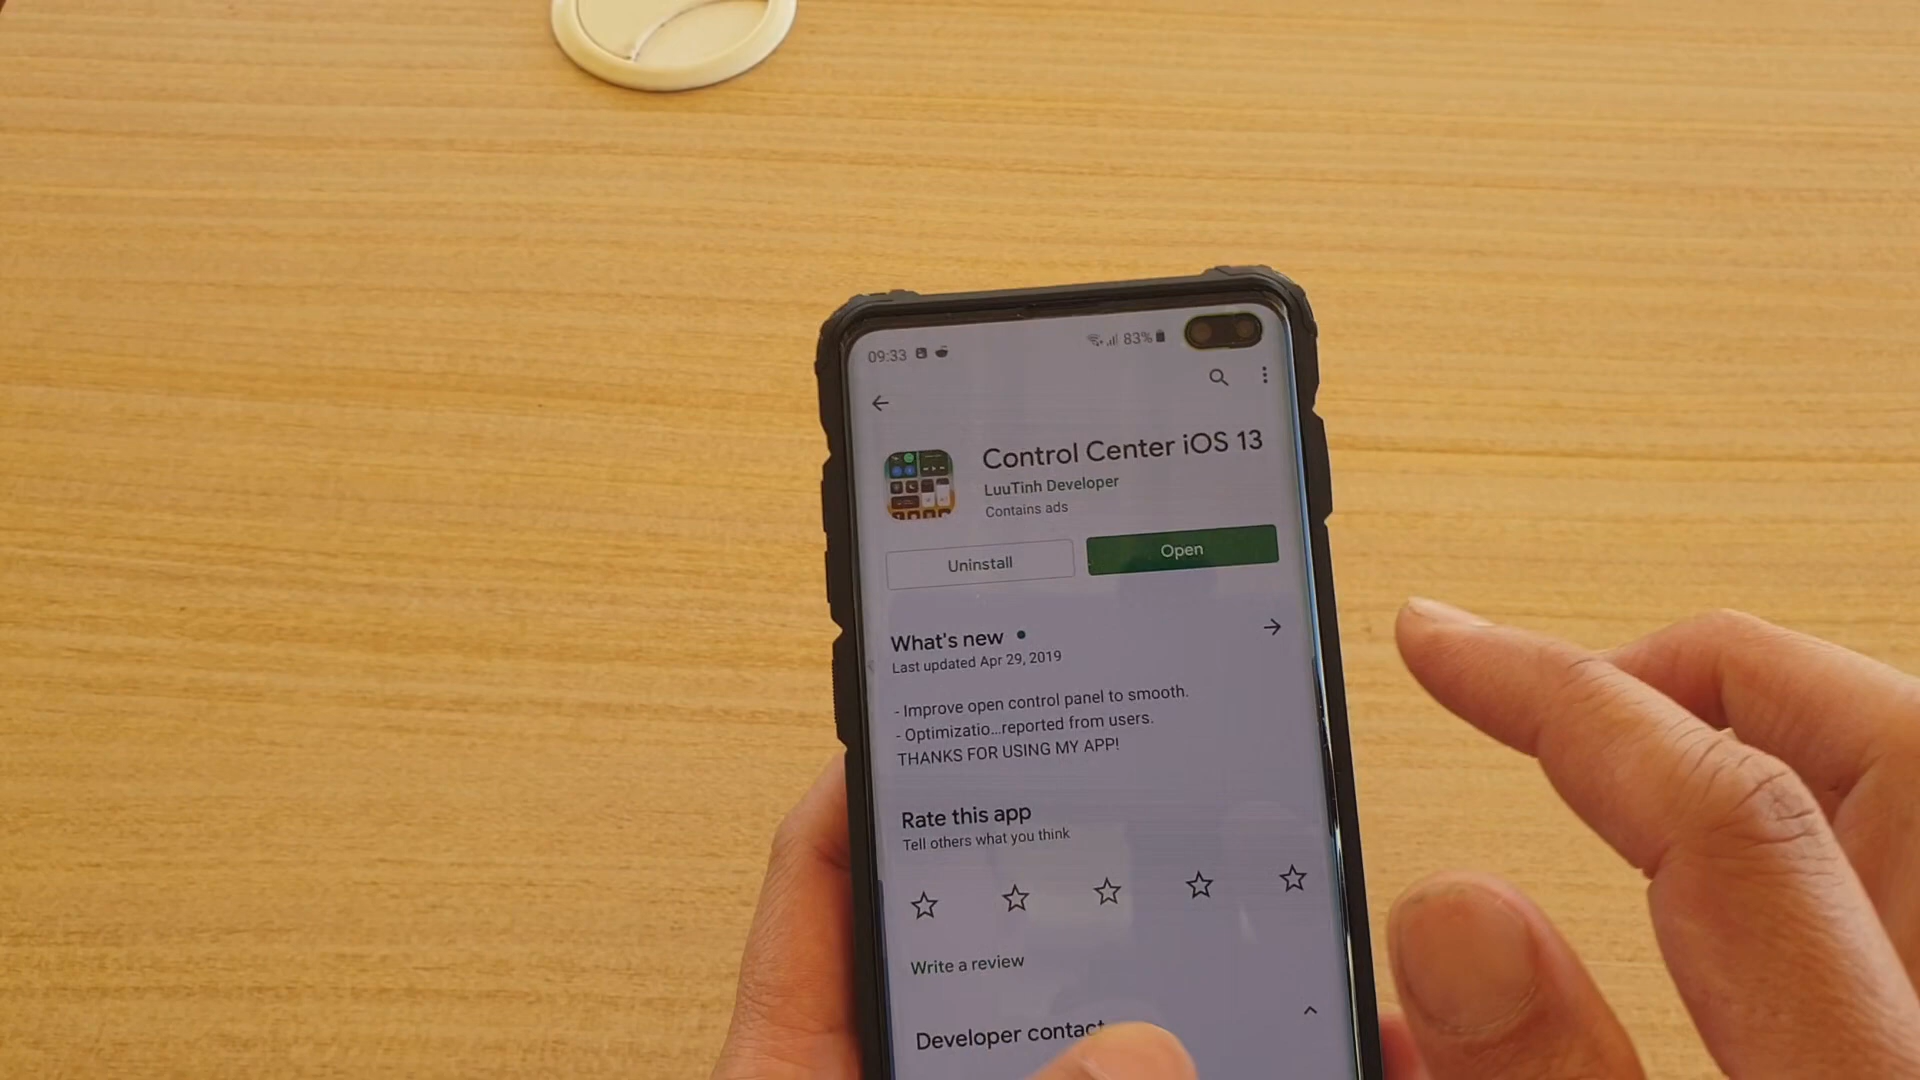 09:33
83%
Control Center iOS 13
LuuTinh Developer
Contains ads
Uninstall
Open
What's new
Last updated Apr 29, 2019
- Improve open control panel to smooth.
- Optimizatio...reported from users.
THANKS FOR USING MY APP!
Rate this app
Tell others what you think
Write a review
Developer contact